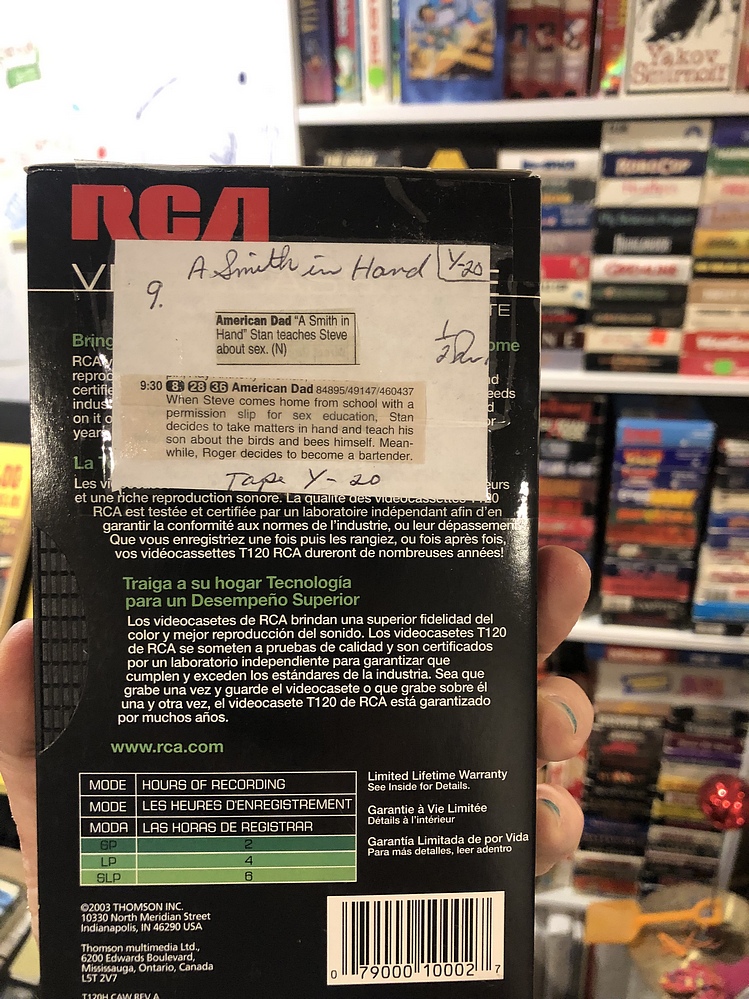 Yakov
Smirnoff
ROBOCOP
GREMLINS
RCA
A Smith in Hand Y-20
9.
American Dad "A Smith in
Hand" Stan teaches Steve
about sex. (N)
9:30 8 28 36 American Dad 84895/49147/460437
When Steve comes home from school with a
permission slip for sex education, Stan
decides to take matters in hand and teach his
son about the birds and bees himself. Mean-
while, Roger decides to become a bartender.
Tape Y-20
et une riche reproduction sonore. La qualité des vidéocassettes T120
RCA est testée et certifiée par un laboratoire indépendant afin d'en
garantir la conformité aux normes de l'industrie, ou leur dépassement
Que vous enregistriez une fois puis les rangiez, ou fois après fois,
vos vidéocassettes T120 RCA dureront de nombreuses années!
Traiga a su hogar Tecnología
para un Desempeño Superior
Los videocasetes de RCA brindan una superior fidelidad del
color y mejor reproducción del sonido. Los videocasetes T120
de RCA se someten a pruebas de calidad y son certificados
por un laboratorio independiente para garantizar que
cumplen y exceden los estándares de la industria. Sea que
grabe una vez y guarde el videocasete o que grabe sobre él
una y otra vez, el videocasete T120 de RCA está garantizado
por muchos años.
www.rca.com
MODE HOURS OF RECORDING
MODE LES HEURES D'ENREGISTREMENT
MODA LAS HORAS DE REGISTRAR
SP 2
LP 4
SLP 6
Limited Lifetime Warranty
See Inside for Details.
Garantie à Vie Limitée
Détails à l'intérieur
Garantía Limitada de por Vida
Para más detalles, leer adentro
©2003 THOMSON INC.
10330 North Meridian Street
Indianapolis, IN 46290 USA
Thomson multimedia Ltd.,
6200 Edwards Boulevard,
Mississauga, Ontario, Canada
L5T 2V7
T120H CAW REV A
0 79000 10002 7